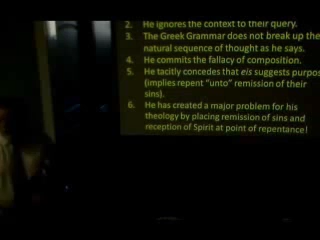 2. He ignores the context to their query.
3. The Greek Grammar does not break up the
natural sequence of thought as he says.
4. He commits the fallacy of composition.
5. He tacitly concedes that eis suggests purpos
(implies repent "unto" remission of their
sins).
6. He has created a major problem for his
theology by placing remission of sins and
reception of Spirit at point of repentance!